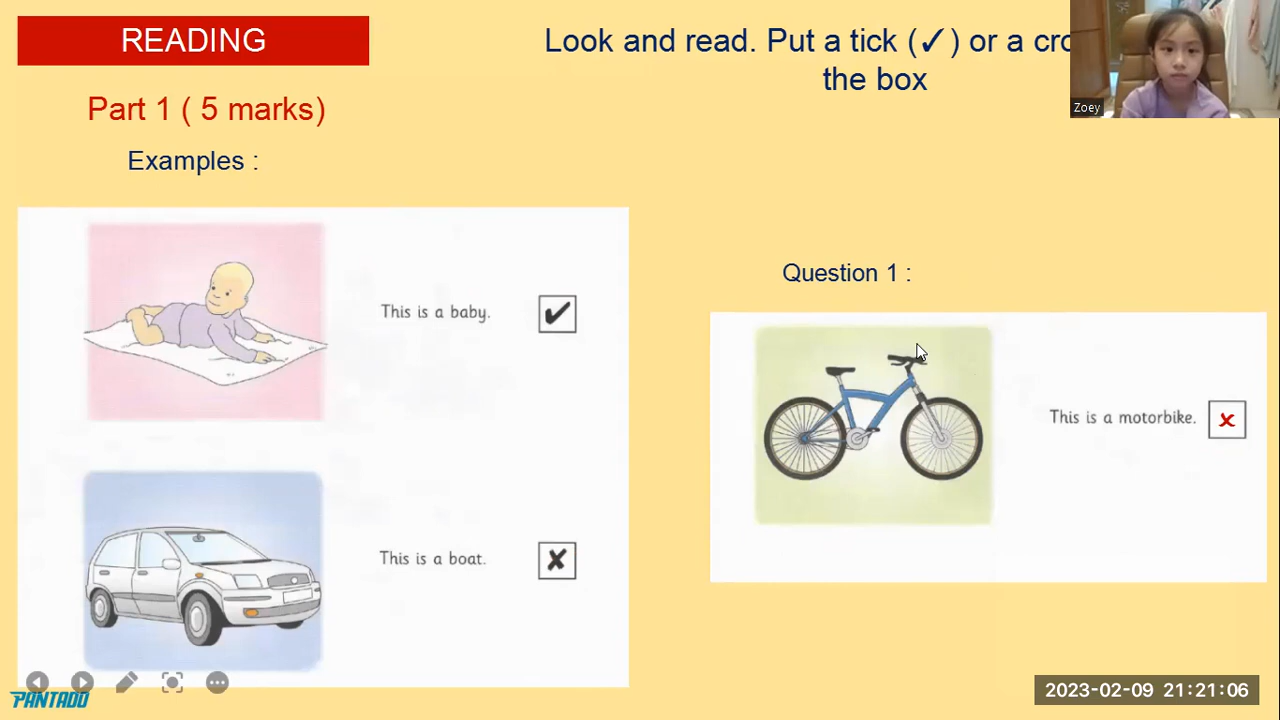 READING
Look and read. Put a tick (✓) or a
the box
Zoey
Part 1 ( 5 marks)
Examples :
This is a baby. ✔
Question 1 :
This is a motorbike. x
This is a boat. ✘
PANTADO
2023-02-09 21:21:06